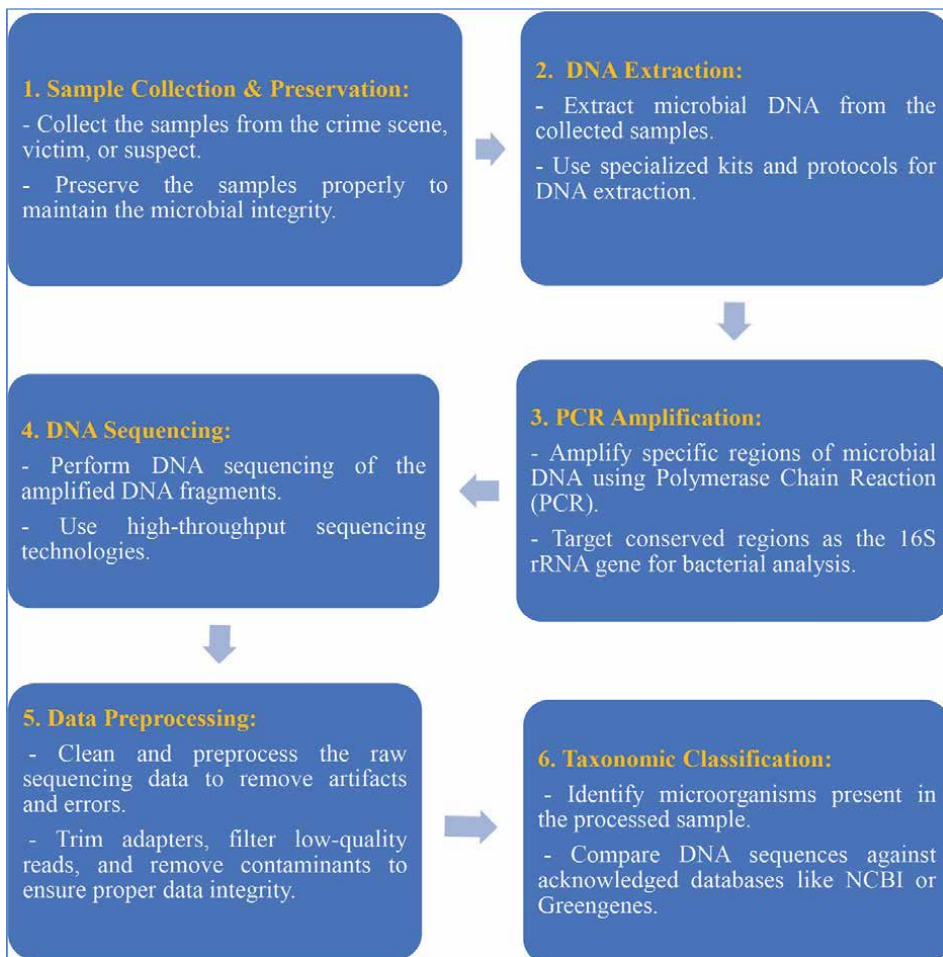 1. Sample Collection & Preservation:
- Collect the samples from the crime scene,
victim, or suspect.
- Preserve the samples properly to
maintain the microbial integrity.
2. DNA Extraction:
- Extract microbial DNA from the
collected samples.
- Use specialized kits and protocols for
DNA extraction.
3. PCR Amplification:
- Amplify specific regions of microbial
DNA using Polymerase Chain Reaction
(PCR).
- Target conserved regions as the 16S
rRNA gene for bacterial analysis.
4. DNA Sequencing:
- Perform DNA sequencing of the
amplified DNA fragments.
- Use high-throughput sequencing
technologies.
5. Data Preprocessing:
- Clean and preprocess the raw
sequencing data to remove artifacts
and errors.
- Trim adapters, filter low-quality
reads, and remove contaminants to
ensure proper data integrity.
6. Taxonomic Classification:
- Identify microorganisms present in
the processed sample.
- Compare DNA sequences against
acknowledged databases like NCBI or
Greengenes.